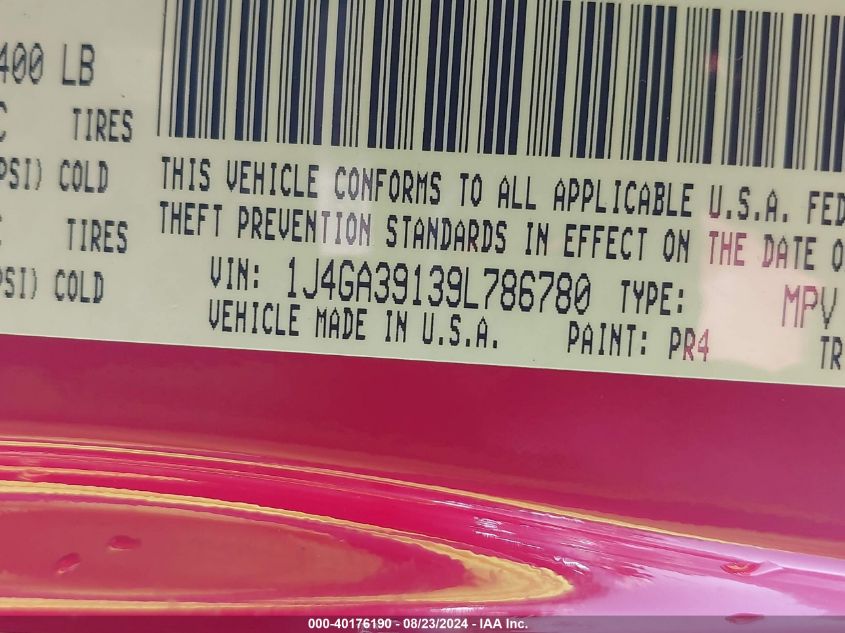 400 LB
TIRES
PSI) COLD
TIRES
PSI) COLD
THIS VEHICLE CONFORMS TO ALL APPLICABLE U.S.A. FED
THEFT PREVENTION STANDARDS IN EFFECT ON THE DATE O
VIN: 1J4GA39139L786780 TYPE: MPV
VEHICLE MADE IN U.S.A. PAINT: PR4 TR
000-40176190 - 08/23/2024 - IAA, Inc.